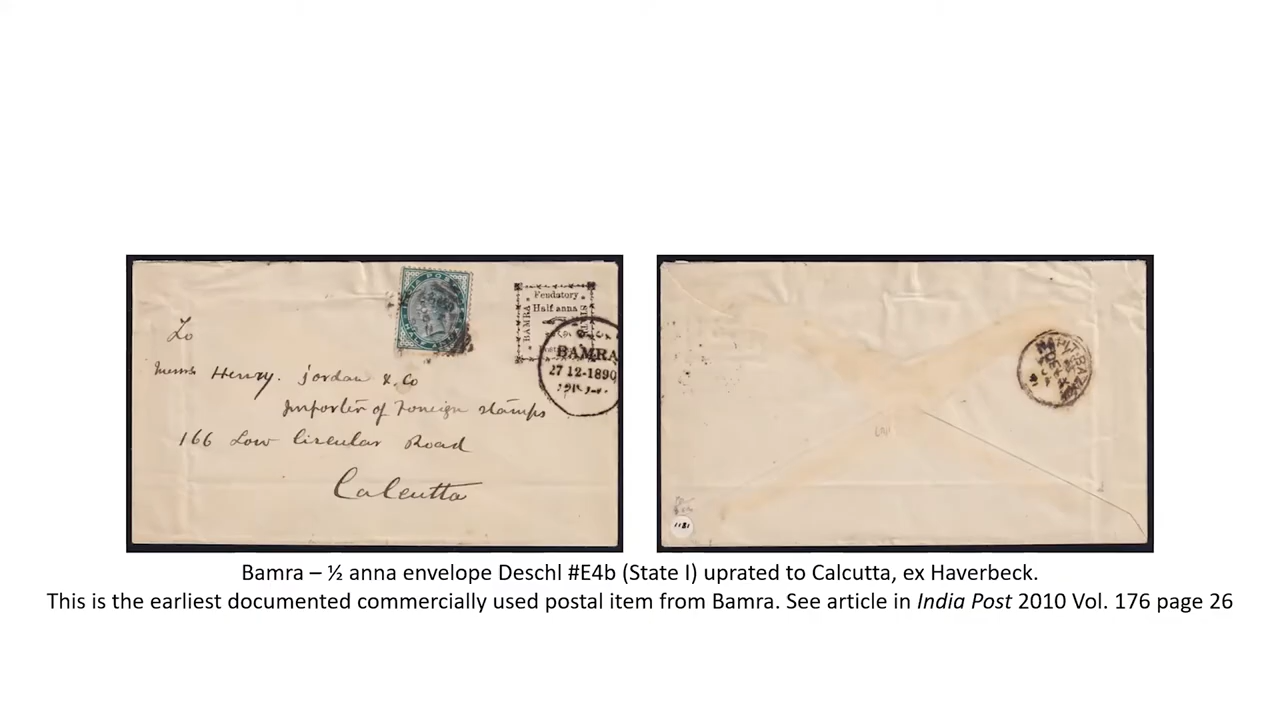 To
Henry. Jordan & Co
Importer of Foreign stamps
166 Low Circular Road
Calcutta
Feudatory
Half anna
BAMRA
STATE
BAMRA
27 12-1890
1181
Bamra – ½ anna envelope Deschl #E4b (State I) uprated to Calcutta, ex Haverbeck.
This is the earliest documented commercially used postal item from Bamra. See article in India Post 2010 Vol. 176 page 26